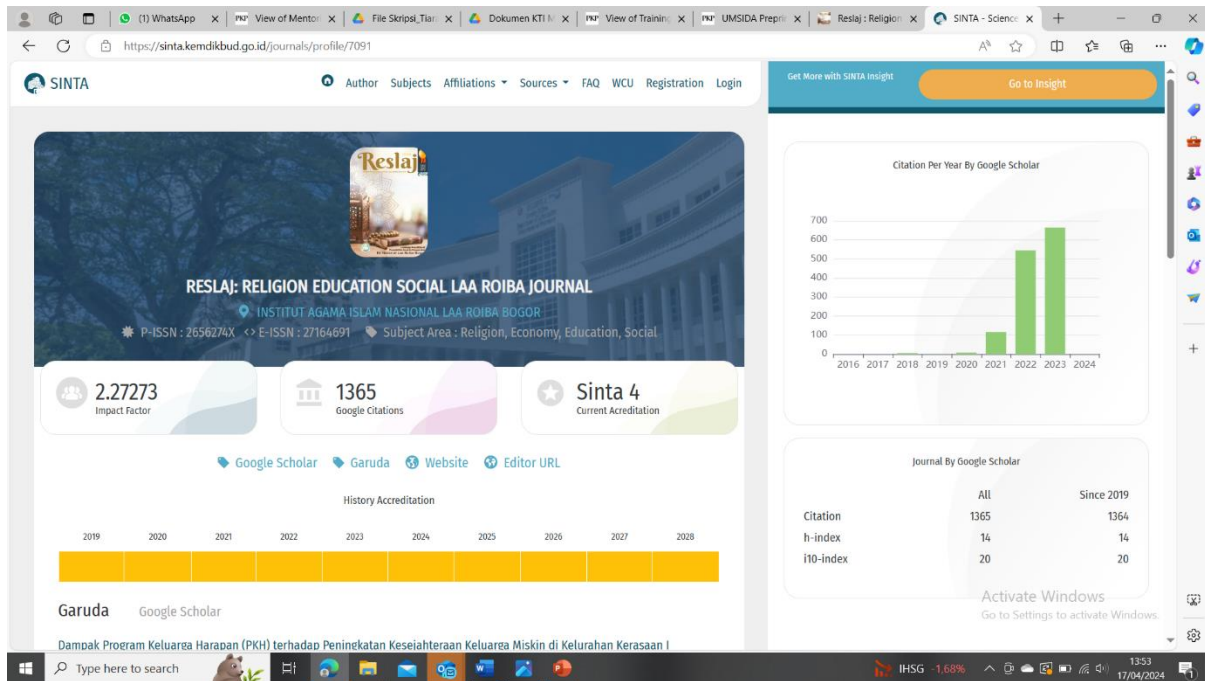 (1) WhatsApp
View of Mentor
File Skripsi_Tiar
Dokumen KTI M
View of Training
UMSIDA Preprin
Reslaj : Religion
SINTA - Science
https://sinta.kemdikbud.go.id/journals/profile/7091
SINTA
Author Subjects Affiliations Sources FAQ WCU Registration Login
Get More with SINTA Insight
Go to Insight
Reslaj
RESLAJ: RELIGION EDUCATION SOCIAL LAA ROIBA JOURNAL
INSTITUT AGAMA ISLAM NASIONAL LAA ROIBA BOGOR
P-ISSN : 2656274X <> E-ISSN : 27164691 Subject Area : Religion, Economy, Education, Social
2.27273
Impact Factor
1365
Google Citations
Sinta 4
Current Acreditation
Google Scholar Garuda Website Editor URL
History Accreditation
2019 2020 2021 2022 2023 2024 2025 2026 2027 2028
Garuda Google Scholar
Dampak Program Keluarga Harapan (PKH) terhadap Peningkatan Kesejahteraan Keluarga Miskin di Kelurahan Kerasaan I
Citation Per Year By Google Scholar
700
600
500
400
300
200
100
0
2016 2017 2018 2019 2020 2021 2022 2023 2024
Journal By Google Scholar
All Since 2019
Citation 1365 1364
h-index 14 14
i10-index 20 20
Activate Windows
Go to Settings to activate Windows.
Type here to search
IHSG -1,68%
13:53
17/04/2024